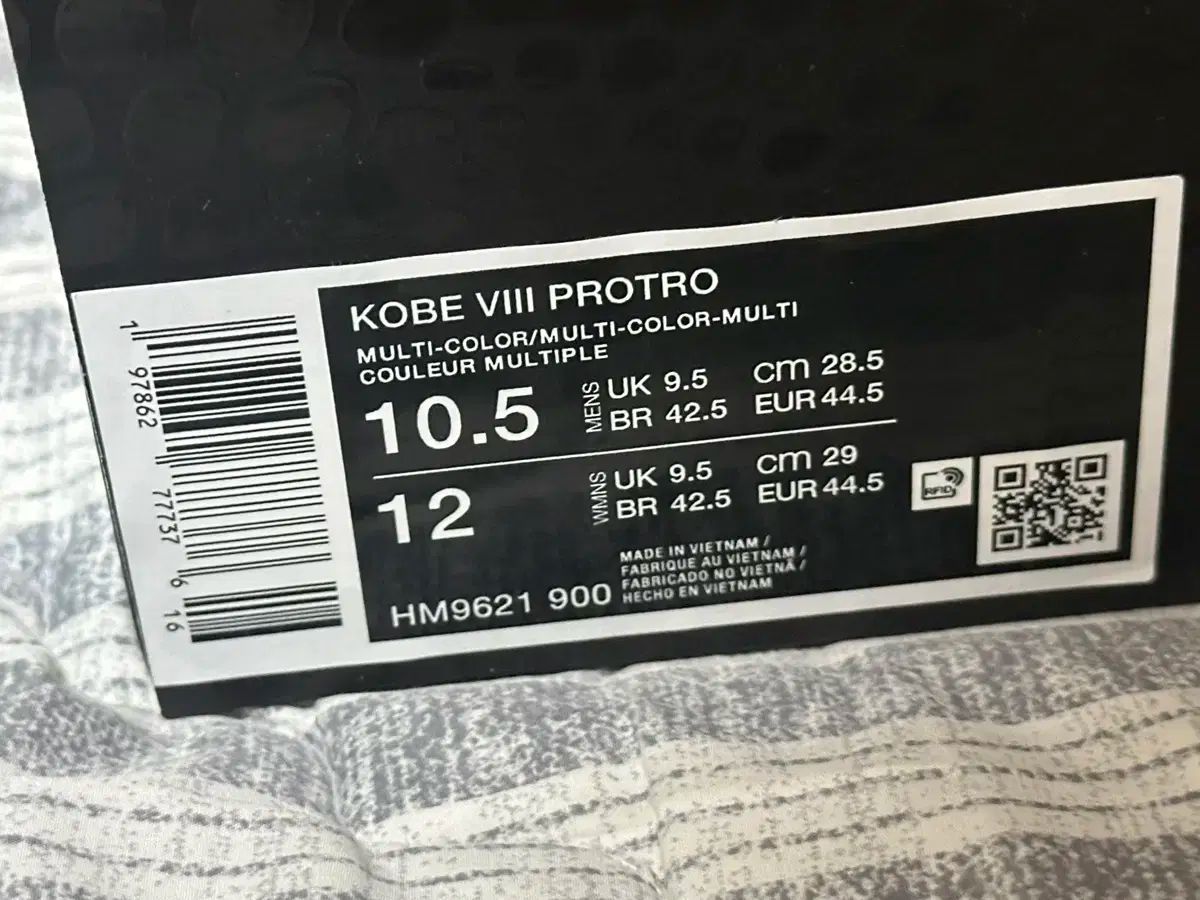 KOBE VIII PROTRO
MULTI-COLOR/MULTI-COLOR-MULTI
COULEUR MULTIPLE
10.5 MENS UK 9.5 cm 28.5
BR 42.5 EUR 44.5
12 WMNS UK 9.5 cm 29
BR 42.5 EUR 44.5
RFID
HM9621 900
MADE IN VIETNAM /
FABRIQUE AU VIETNAM /
FABRICADO NO VIETNÃ /
HECHO EN VIETNAM
1 97862 77737 6 16